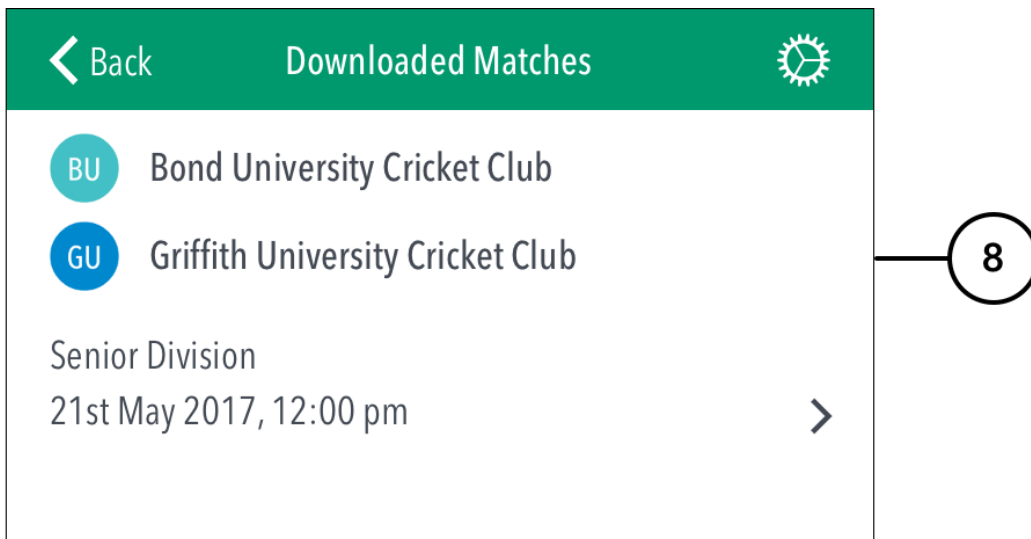 Back Downloaded Matches
BU Bond University Cricket Club
GU Griffith University Cricket Club
8
Senior Division
21st May 2017, 12:00 pm